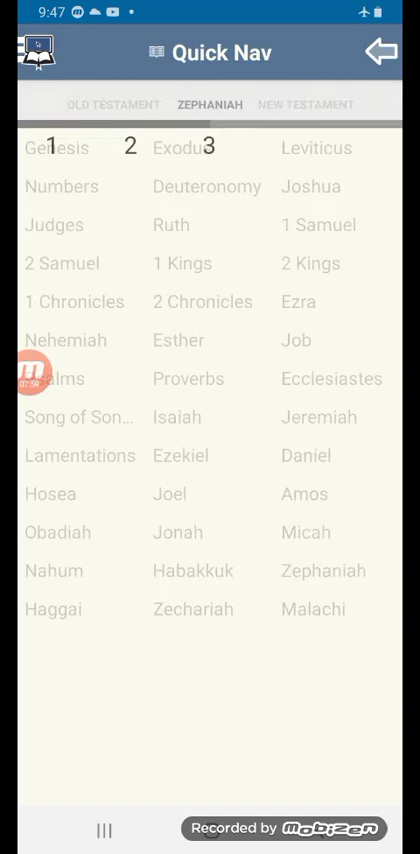 9:47
Quick Nav
OLD TESTAMENT ZEPHANIAH NEW TESTAMENT
1 2 3
Genesis Exodus Leviticus
Numbers Deuteronomy Joshua
Judges Ruth 1 Samuel
2 Samuel 1 Kings 2 Kings
1 Chronicles 2 Chronicles Ezra
Nehemiah Esther Job
Psalms Proverbs Ecclesiastes
07:59
Song of Son... Isaiah Jeremiah
Lamentations Ezekiel Daniel
Hosea Joel Amos
Obadiah Jonah Micah
Nahum Habakkuk Zephaniah
Haggai Zechariah Malachi
Recorded by mobizen